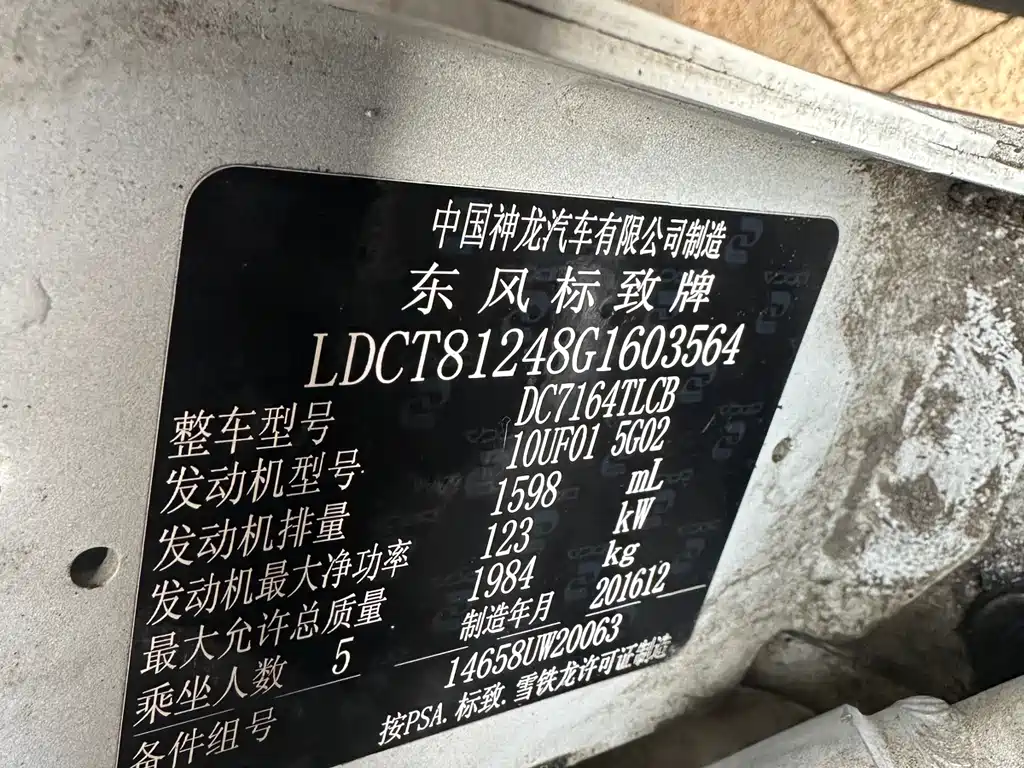 中国神龙汽车有限公司制造
东风标致牌
LDCT81248G1603564
整车型号 DC7164TLCB
发动机型号 10UF01 5G02
发动机排量 1598 mL
发动机最大净功率 123 kW
最大允许总质量 1984 kg
乘坐人数 5 制造年月 201612
备件组号 14658UW20063
按PSA.标致.雪铁龙许可证制造